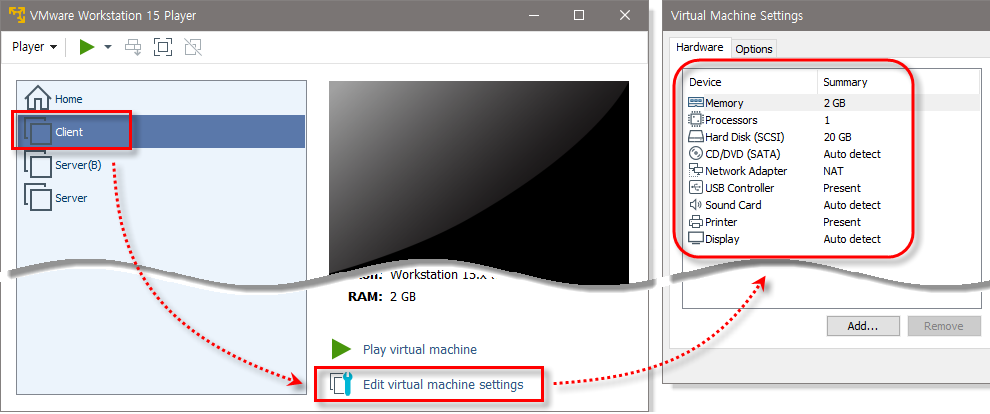 VMware Workstation 15 Player
Player
Home
Client
Server(B)
Server
Workstation 15.x
RAM: 2 GB
Play virtual machine
Edit virtual machine settings
Virtual Machine Settings
Hardware Options
Device Summary
Memory 2 GB
Processors 1
Hard Disk (SCSI) 20 GB
CD/DVD (SATA) Auto detect
Network Adapter NAT
USB Controller Present
Sound Card Auto detect
Printer Present
Display Auto detect
Add... Remove